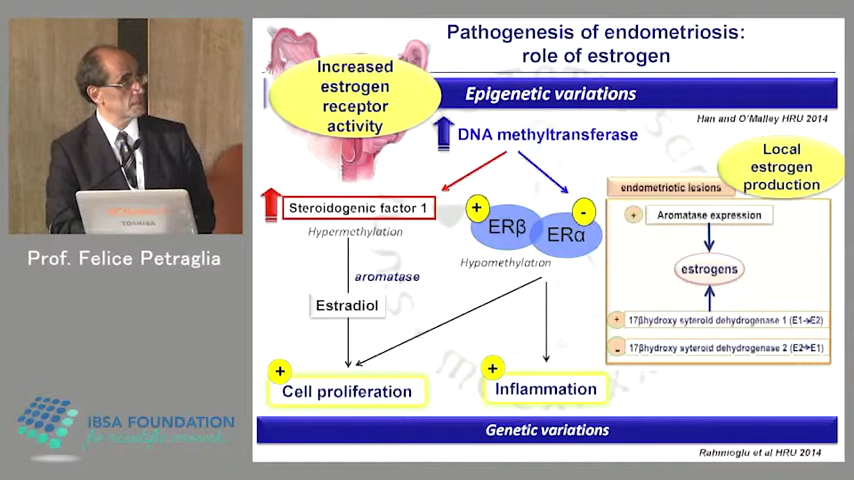 Pathogenesis of endometriosis:
role of estrogen
Increased
estrogen
receptor
activity
Epigenetic variations
Han and O'Malley HRU 2014
DNA methyltransferase
Local
estrogen
production
endometriotic lesions
Steroidogenic factor 1
Hypermethylation
+
ERβ
-
ERα
Hypomethylation
+
Aromatase expression
estrogens
aromatase
Estradiol
+
17βhydroxy syteroid dehydrogenase 1 (E1➔E2)
-
17βhydroxy syteroid dehydrogenase 2 (E2➔E1)
+
Cell proliferation
+
Inflammation
Genetic variations
Rahmioglu et al HRU 2014
TOSHIBA
Prof. Felice Petraglia
IBSA FOUNDATION
for scientific research